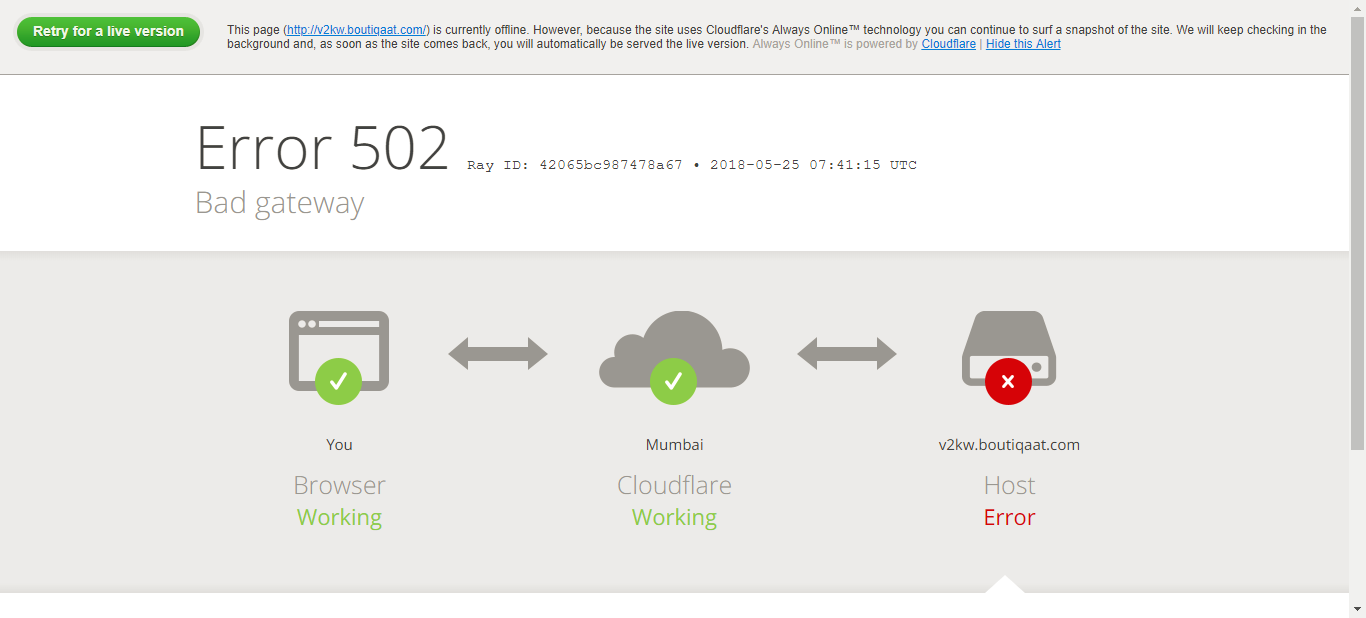 Retry for a live version
This page (http://v2kw.boutiqaat.com/) is currently offline. However, because the site uses Cloudflare's Always Online™ technology you can continue to surf a snapshot of the site. We will keep checking in the
background and, as soon as the site comes back, you will automatically be served the live version. Always Online™ is powered by Cloudflare | Hide this Alert
Error 502 Ray ID: 42065bc987478a67 • 2018-05-25 07:41:15 UTC
Bad gateway
You
Browser
Working
Mumbai
Cloudflare
Working
v2kw.boutiqaat.com
Host
Error